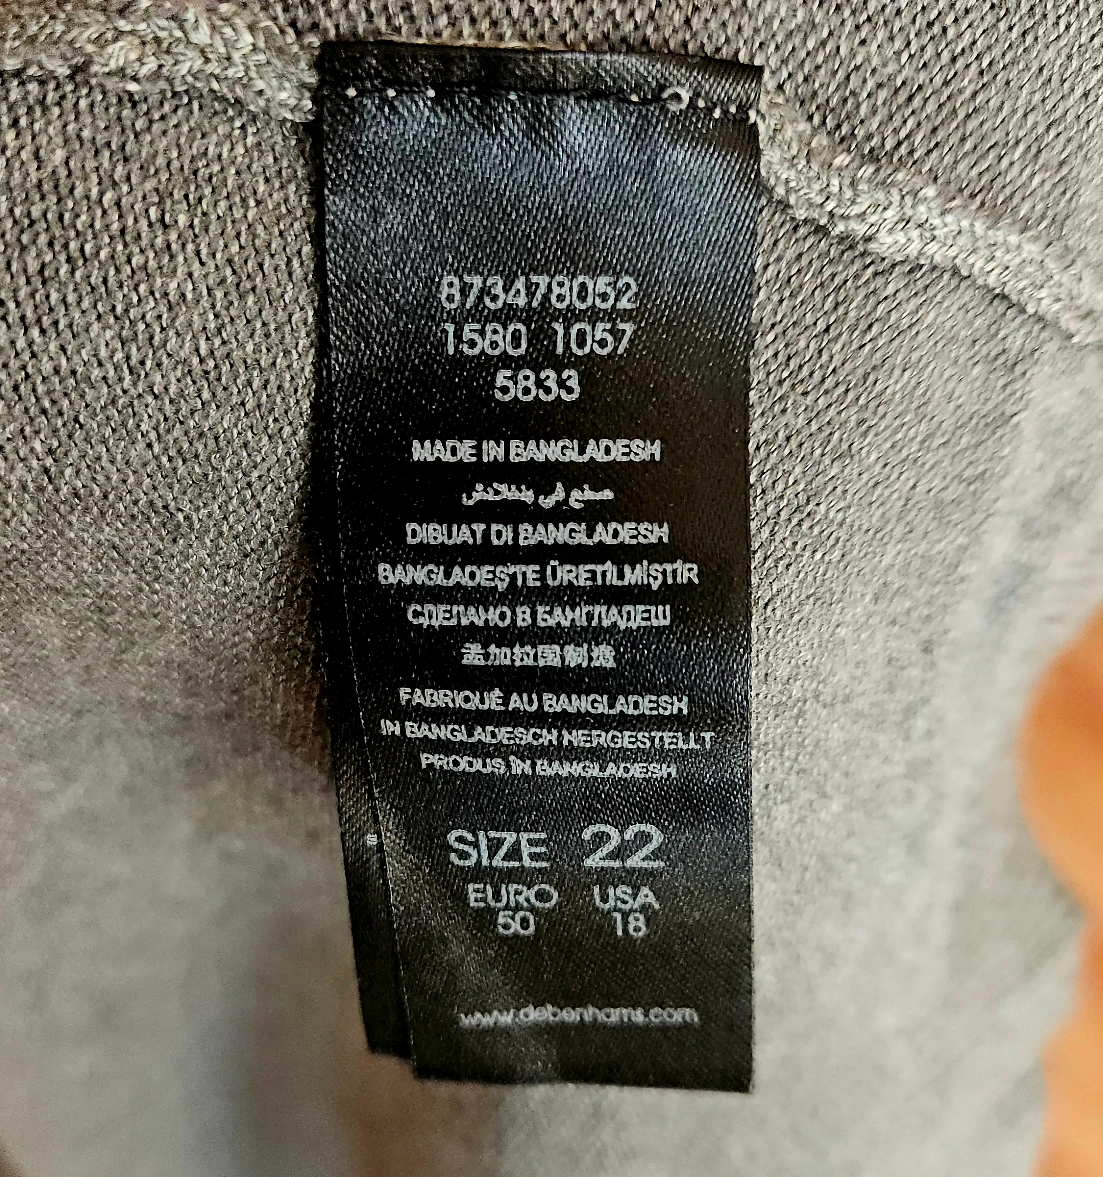 873478052
1580 1057
5833
MADE IN BANGLADESH
صنع في بنغلادش
DIBUAT DI BANGLADESH
BANGLADEŞ'TE ÜRETİLMİŞTİR
СДЕЛАНО В БАНГЛАДЕШ
孟加拉国制造
FABRIQUÉ AU BANGLADESH
IN BANGLADESCH HERGESTELLT
PRODUS ÎN BANGLADESH
SIZE 22
EURO USA
50 18
www.debenhams.com